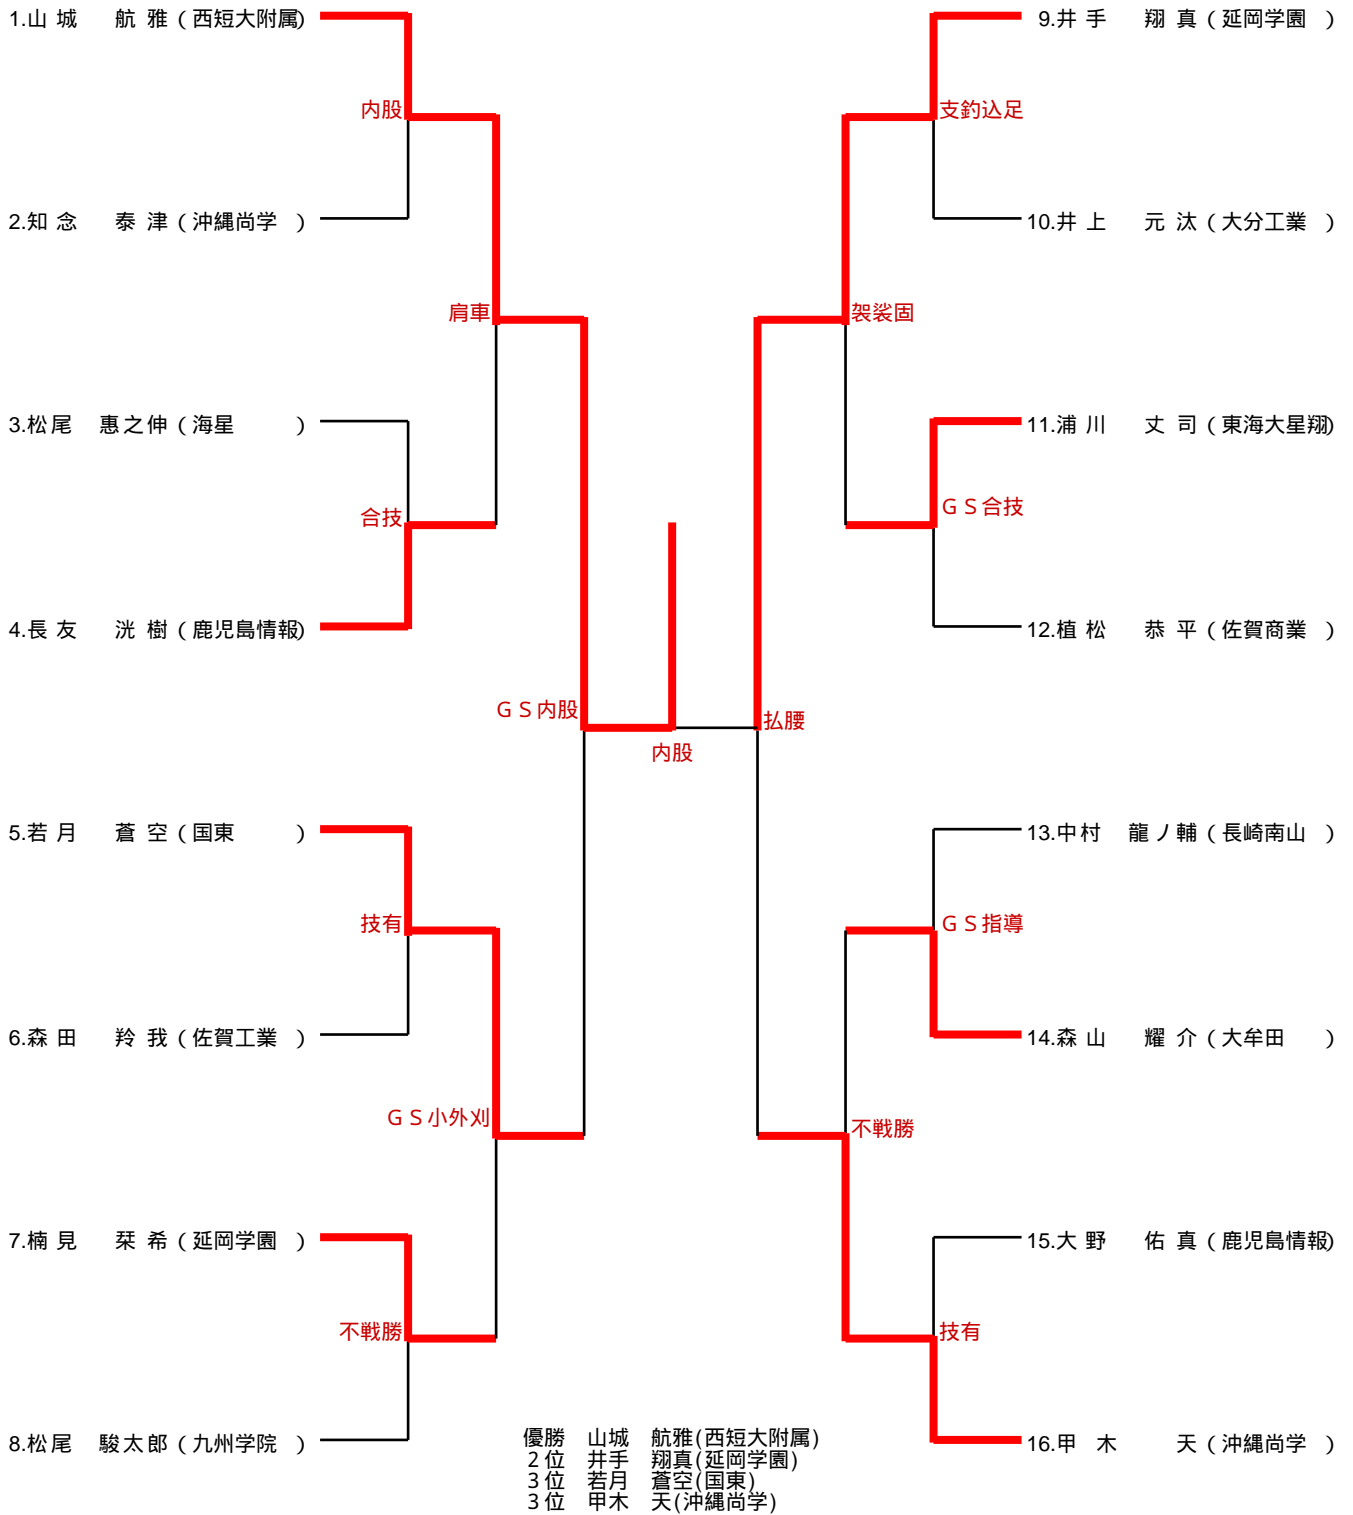 1.山城 航雅(西短大附属)
内股
2.知念 泰津(沖縄尚学)
肩車
3.松尾 惠之伸(海星)
合技
4.長友 洸樹(鹿児島情報)
GS内股
5.若月 蒼空(国東)
技有
6.森田 羚我(佐賀工業)
GS小外刈
7.楠見 栞希(延岡学園)
不戦勝
8.松尾 駿太郎(九州学院)
内股
9.井手 翔真(延岡学園)
支釣込足
10.井上 元汰(大分工業)
袈裟固
11.浦川 丈司(東海大星翔)
GS合技
12.植松 恭平(佐賀商業)
払腰
13.中村 龍ノ輔(長崎南山)
GS指導
14.森山 耀介(大牟田)
不戦勝
15.大野 佑真(鹿児島情報)
技有
16.甲木 天(沖縄尚学)
優勝 山城 航雅(西短大附属)
2位 井手 翔真(延岡学園)
3位 若月 蒼空(国東)
3位 甲木 天(沖縄尚学)